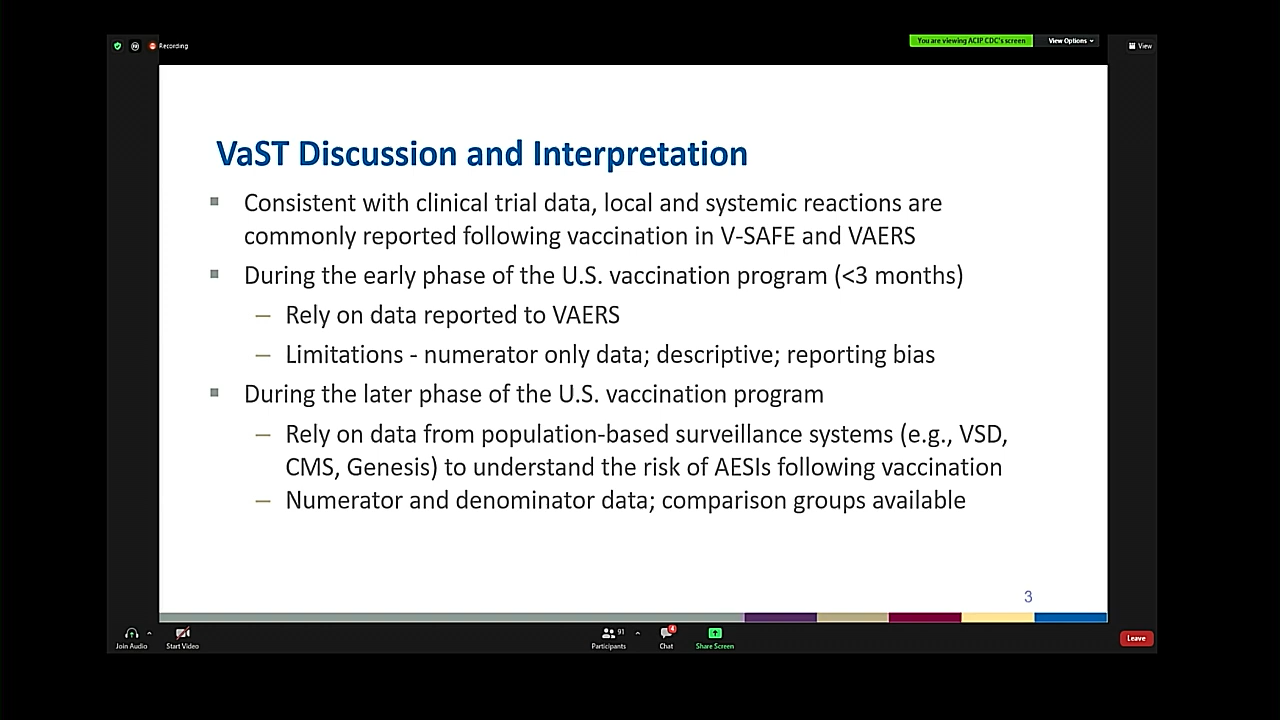 Recording
You are viewing ACIP CDC's screen
View Options
View
VaST Discussion and Interpretation
Consistent with clinical trial data, local and systemic reactions are
commonly reported following vaccination in V-SAFE and VAERS
During the early phase of the U.S. vaccination program (<3 months)
– Rely on data reported to VAERS
– Limitations - numerator only data; descriptive; reporting bias
During the later phase of the U.S. vaccination program
– Rely on data from population-based surveillance systems (e.g., VSD,
CMS, Genesis) to understand the risk of AESIs following vaccination
– Numerator and denominator data; comparison groups available
3
91
Join Audio
Start Video
Participants
Chat
Share Screen
Leave